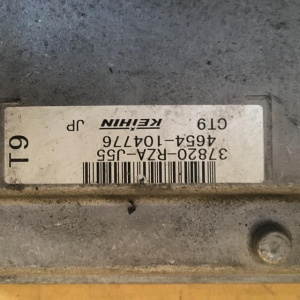 37820-RZA-J55
4654-104776
CT9
KEIHIN JP
T9